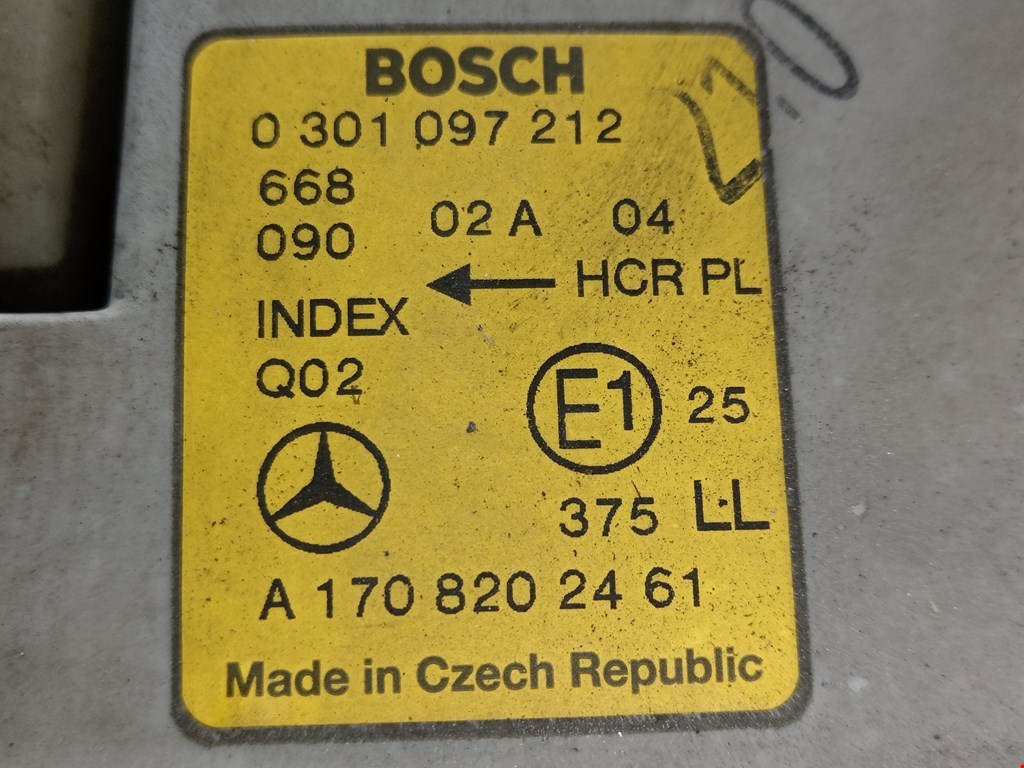 BOSCH
0 301 097 212
668
090
02 A 04
HCR PL
INDEX
Q02
E1 25
375 LL
A 170 820 24 61
Made in Czech Republic